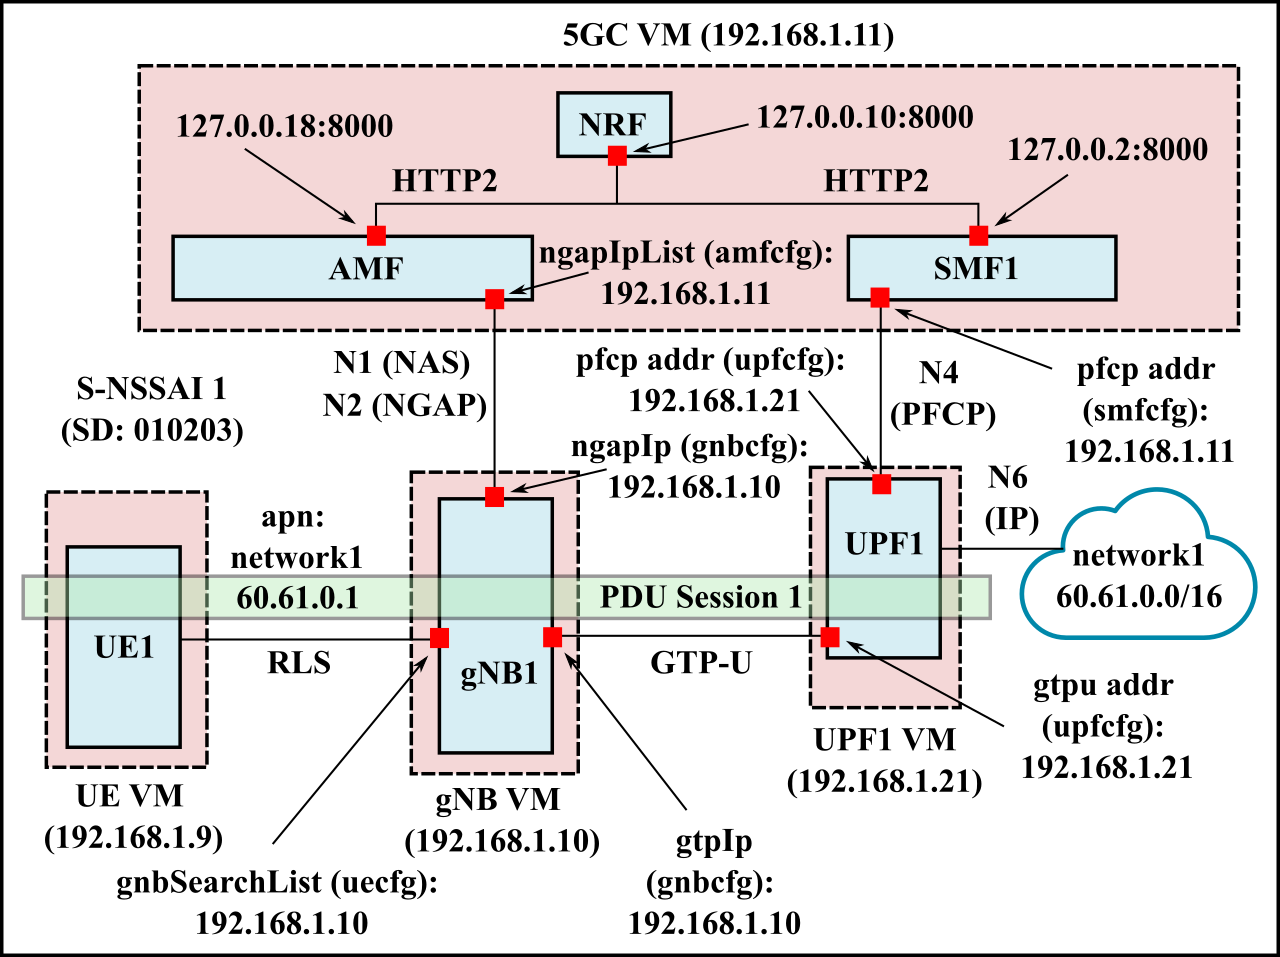 5GC VM (192.168.1.11)
NRF
127.0.0.18:8000
127.0.0.10:8000
127.0.0.2:8000
HTTP2
HTTP2
AMF
ngapIpList (amfcfg):
192.168.1.11
SMF1
N1 (NAS)
N2 (NGAP)
pfcp addr (upfcfg):
192.168.1.21
N4
(PFCP)
pfcp addr
(smfcfg):
192.168.1.11
S-NSSAI 1
(SD: 010203)
ngapIp (gnbcfg):
192.168.1.10
N6
(IP)
apn:
network1
60.61.0.1
PDU Session 1
UPF1
network1
60.61.0.0/16
UE1
RLS
gNB1
GTP-U
gtpu addr
(upfcfg):
192.168.1.21
UPF1 VM
(192.168.1.21)
UE VM
(192.168.1.9)
gNB VM
(192.168.1.10)
gtpIp
(gnbcfg):
192.168.1.10
gnbSearchList (uecfg):
192.168.1.10